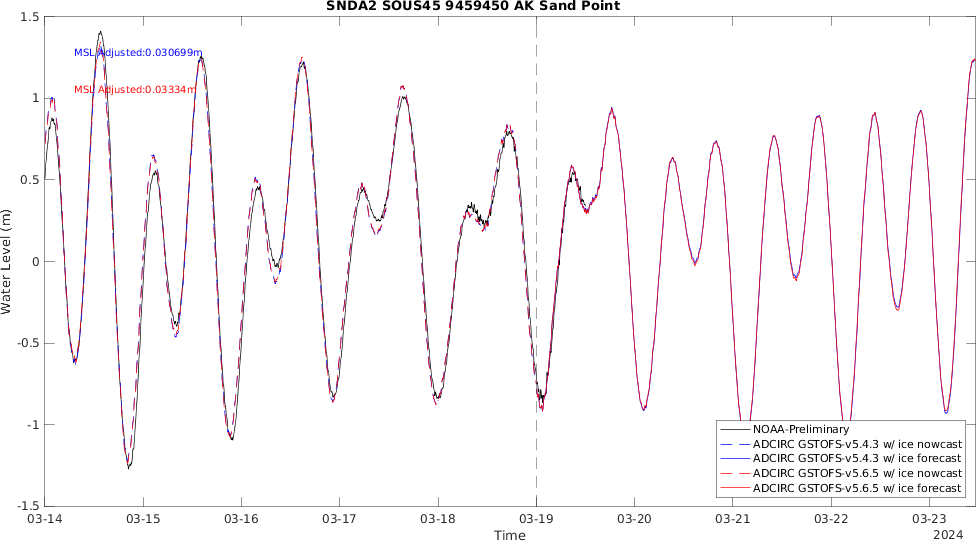 SNDA2 SOUS45 9459450 AK Sand Point
1.5
MSL Adjusted:0.030699m
MSL Adjusted:0.03334m
1
0.5
0
-0.5
-1
-1.5
Water Level (m)
NOAA-Preliminary
ADCIRC GSTOFS-v5.4.3 w/ ice nowcast
ADCIRC GSTOFS-v5.4.3 w/ ice forecast
ADCIRC GSTOFS-v5.6.5 w/ ice nowcast
ADCIRC GSTOFS-v5.6.5 w/ ice forecast
03-14 03-15 03-16 03-17 03-18 03-19 03-20 03-21 03-22 03-23
Time
2024